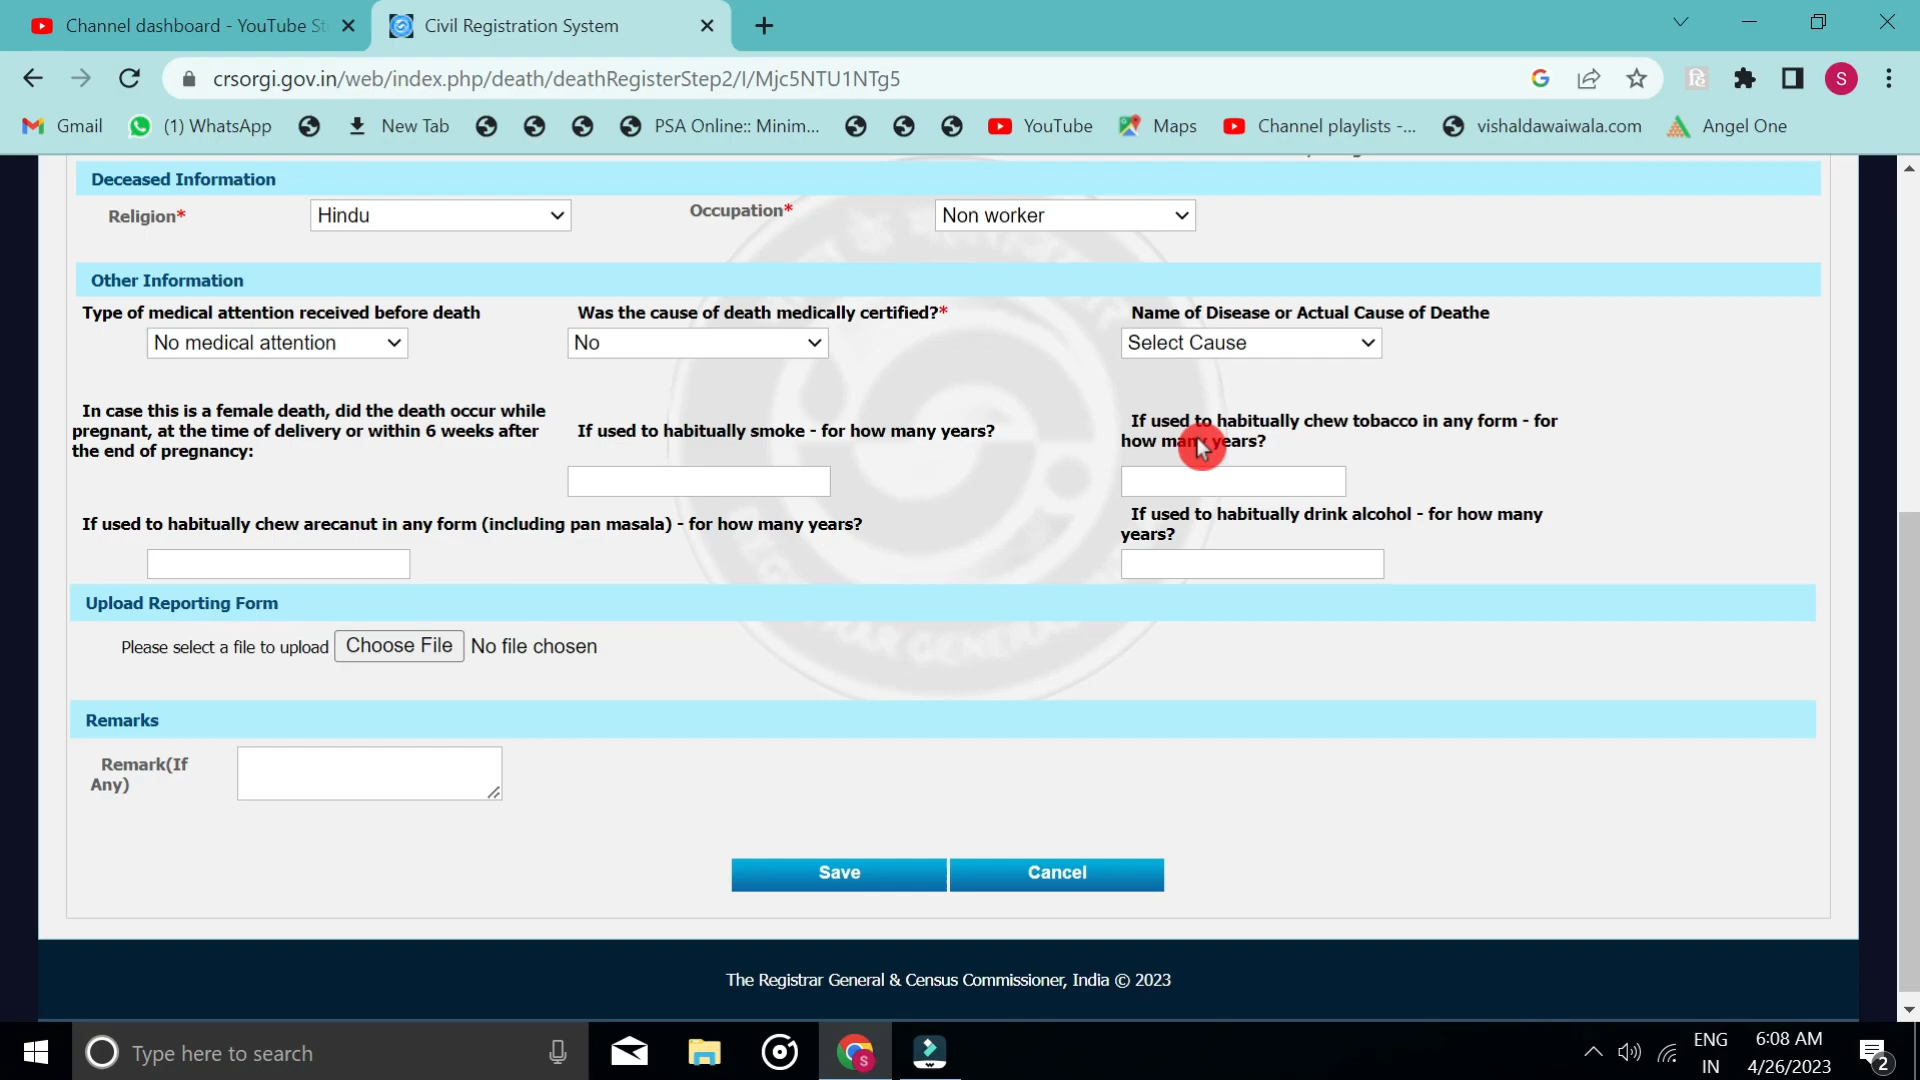 Channel dashboard - YouTube St
Civil Registration System
crsorgi.gov.in/web/index.php/death/deathRegisterStep2/I/Mjc5NTU1NTg5
S
Gmail
(1) WhatsApp
New Tab
PSA Online:: Minim...
YouTube
Maps
Channel playlists -...
vishaldawaiwala.com
Angel One
Deceased Information
Religion*
Hindu
Occupation*
Non worker
Other Information
Type of medical attention received before death
Was the cause of death medically certified?*
Name of Disease or Actual Cause of Deathe
No medical attention
No
Select Cause
In case this is a female death, did the death occur while
pregnant, at the time of delivery or within 6 weeks after
the end of pregnancy:
If used to habitually smoke - for how many years?
If used to habitually chew tobacco in any form - for
how many years?
If used to habitually chew arecanut in any form (including pan masala) - for how many years?
If used to habitually drink alcohol - for how many
years?
Upload Reporting Form
Please select a file to upload
Choose File
No file chosen
Remarks
Remark(If
Any)
Save
Cancel
The Registrar General & Census Commissioner, India © 2023
Type here to search
S
ENG
IN
6:08 AM
4/26/2023
2